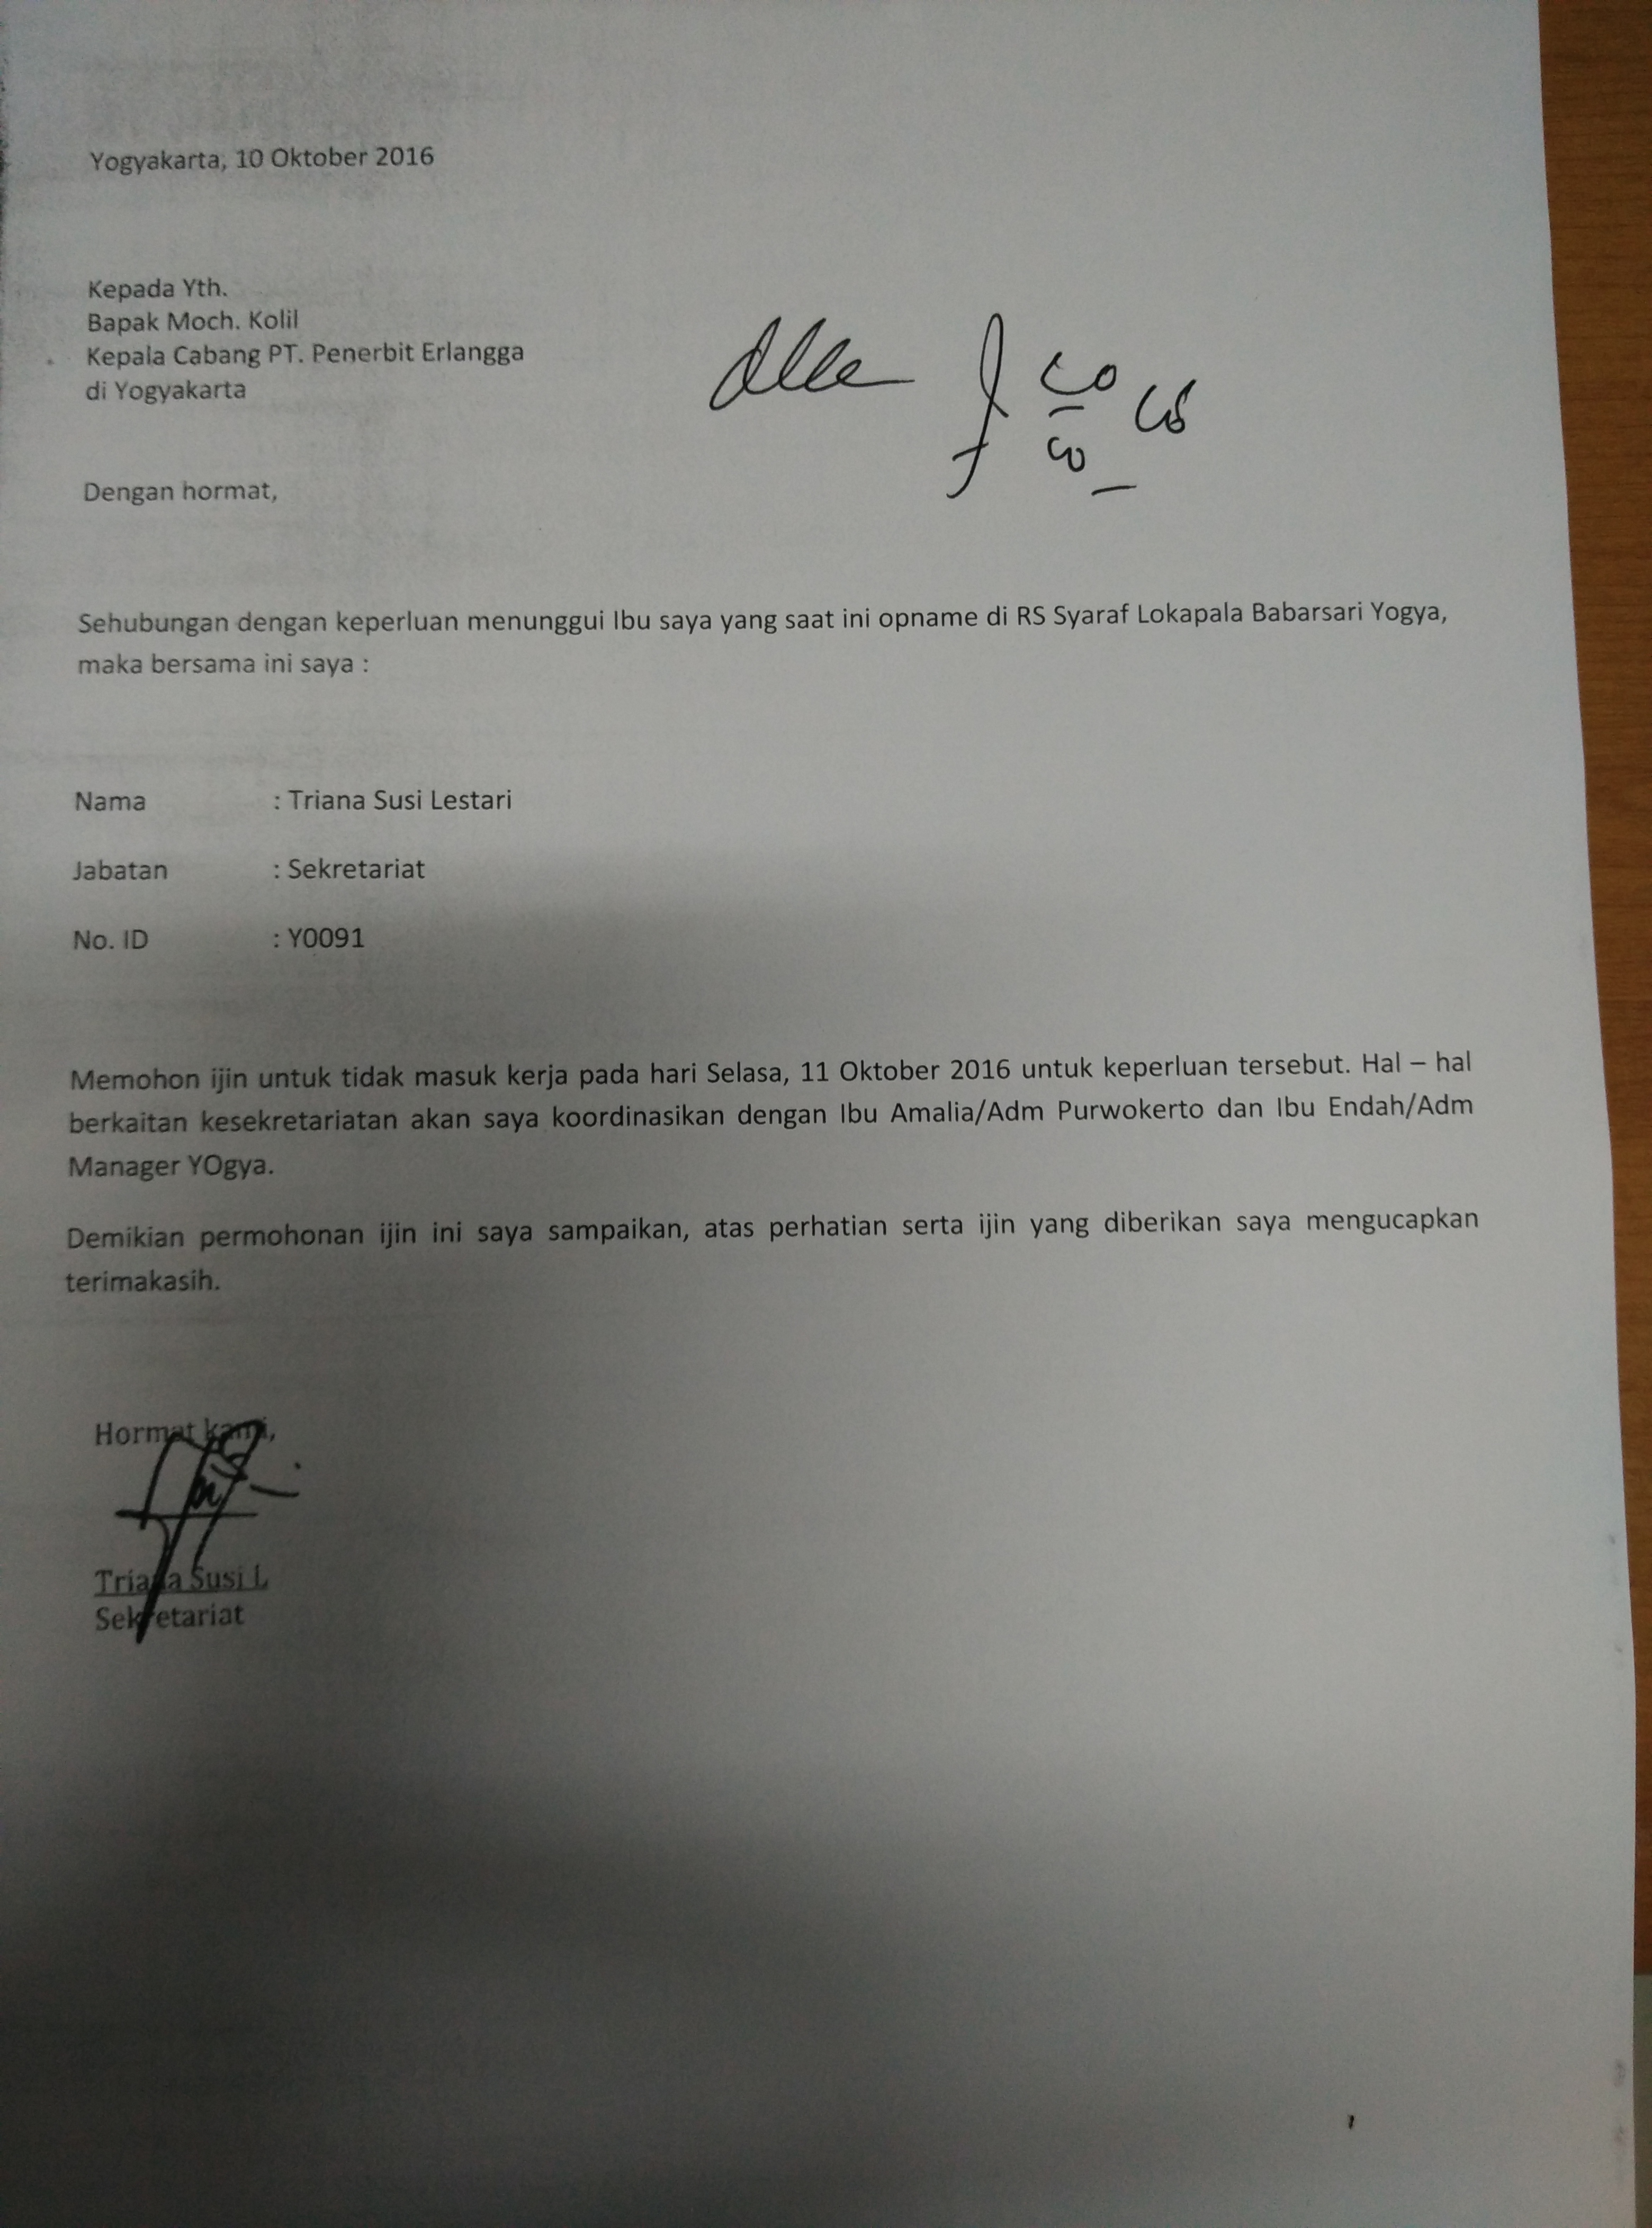 Yogyakarta, 10 Oktober 2016
Kepada Yth.
Bapak Moch. Kolil
Kepala Cabang PT. Penerbit Erlangga
di Yogyakarta
Dengan hormat,
Sehubungan dengan keperluan menunggui Ibu saya yang saat ini opname di RS Syaraf Lokapala Babarsari Yogya,
maka bersama ini saya :
Nama : Triana Susi Lestari
Jabatan : Sekretariat
No. ID : Y0091
Memohon ijin untuk tidak masuk kerja pada hari Selasa, 11 Oktober 2016 untuk keperluan tersebut. Hal – hal
berkaitan kesekretariatan akan saya koordinasikan dengan Ibu Amalia/Adm Purwokerto dan Ibu Endah/Adm
Manager YOgya.
Demikian permohonan ijin ini saya sampaikan, atas perhatian serta ijin yang diberikan saya mengucapkan
terimakasih.
Hormat kami,
Triana Susi L
Sekretariat